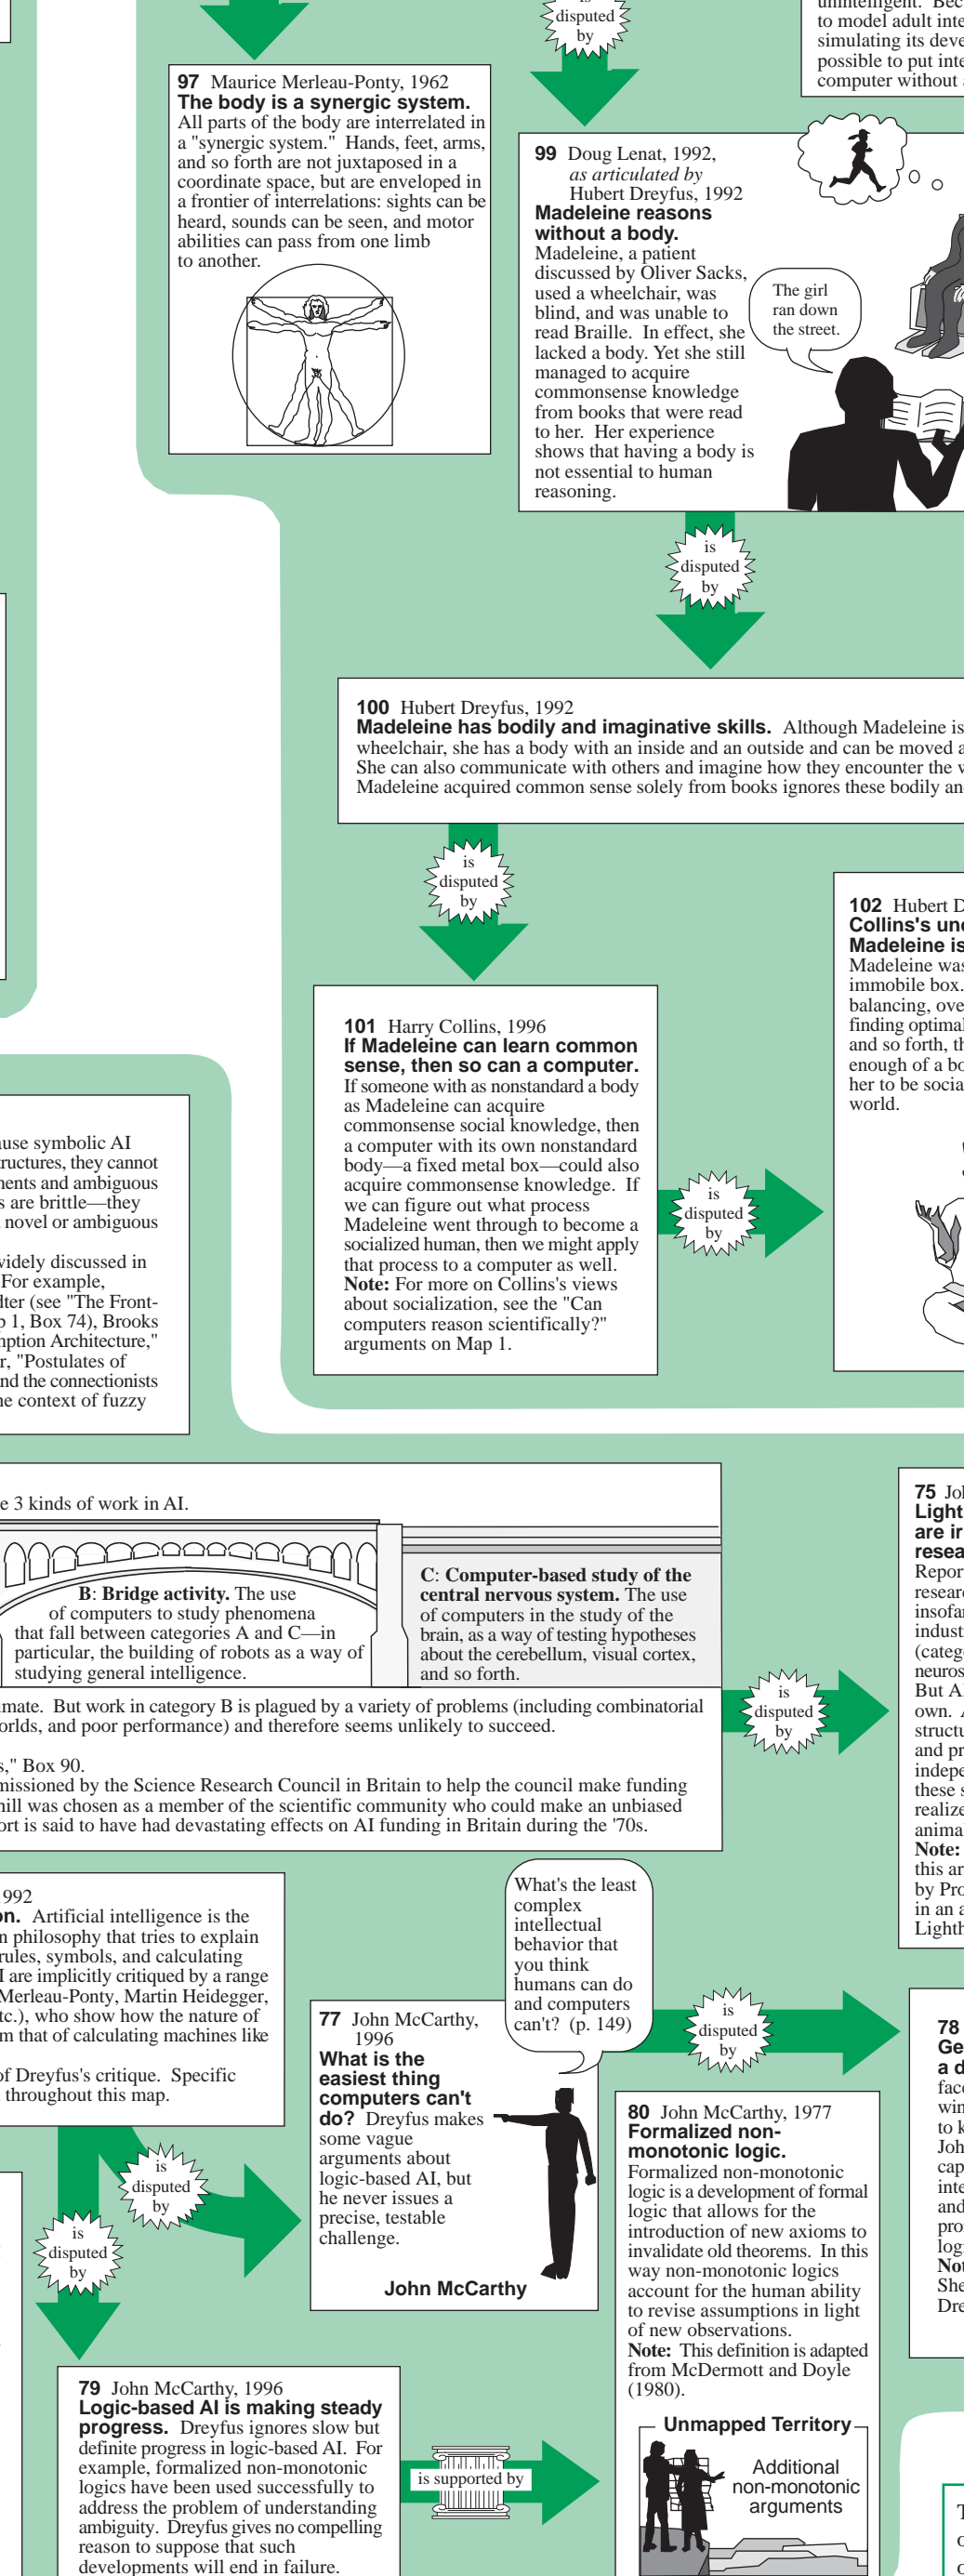 is
disputed
by
unintelligent. Bec
to model adult inte
simulating its deve
possible to put inte
computer without
97 Maurice Merleau-Ponty, 1962
The body is a synergic system.
All parts of the body are interrelated in
a "synergic system." Hands, feet, arms,
and so forth are not juxtaposed in a
coordinate space, but are enveloped in
a frontier of interrelations: sights can be
heard, sounds can be seen, and motor
abilities can pass from one limb
to another.
99 Doug Lenat, 1992,
as articulated by
Hubert Dreyfus, 1992
Madeleine reasons
without a body.
Madeleine, a patient
discussed by Oliver Sacks,
used a wheelchair, was
blind, and was unable to
read Braille. In effect, she
lacked a body. Yet she still
managed to acquire
commonsense knowledge
from books that were read
to her. Her experience
shows that having a body is
not essential to human
reasoning.
The girl
ran down
the street.
is
disputed
by
100 Hubert Dreyfus, 1992
Madeleine has bodily and imaginative skills. Although Madeleine is
wheelchair, she has a body with an inside and an outside and can be moved a
She can also communicate with others and imagine how they encounter the w
Madeleine acquired common sense solely from books ignores these bodily an
is
disputed
by
101 Harry Collins, 1996
If Madeleine can learn common
sense, then so can a computer.
If someone with as nonstandard a body
as Madeleine can acquire
commonsense social knowledge, then
a computer with its own nonstandard
body—a fixed metal box—could also
acquire commonsense knowledge. If
we can figure out what process
Madeleine went through to become a
socialized human, then we might apply
that process to a computer as well.
Note: For more on Collins's views
about socialization, see the "Can
computers reason scientifically?"
arguments on Map 1.
is
disputed
by
102 Hubert D
Collins's und
Madeleine is
Madeleine was
immobile box.
balancing, ove
finding optimal
and so forth, th
enough of a bo
her to be socia
world.
ause symbolic AI
ructures, they cannot
ents and ambiguous
s are brittle—they
novel or ambiguous
widely discussed in
For example,
dter (see "The Front-
p 1, Box 74), Brooks
mption Architecture,"
r, "Postulates of
nd the connectionists
he context of fuzzy
e 3 kinds of work in AI.
B: Bridge activity. The use
of computers to study phenomena
that fall between categories A and C—in
particular, the building of robots as a way of
studying general intelligence.
C: Computer-based study of the
central nervous system. The use
of computers in the study of the
brain, as a way of testing hypotheses
about the cerebellum, visual cortex,
and so forth.
imate. But work in category B is plagued by a variety of problems (including combinatorial
orlds, and poor performance) and therefore seems unlikely to succeed.
s," Box 90.
missioned by the Science Research Council in Britain to help the council make funding
hill was chosen as a member of the scientific community who could make an unbiased
ort is said to have had devastating effects on AI funding in Britain during the '70s.
is
disputed
by
75 Joh
Light
are ir
resea
Repor
researc
insofar
industr
(catego
neuros
But AI
own. A
structu
and pr
indepe
these s
realize
animal
Note:
this ar
by Pro
in an a
Lighth
1992
on. Artificial intelligence is the
n philosophy that tries to explain
rules, symbols, and calculating
I are implicitly critiqued by a range
Merleau-Ponty, Martin Heidegger,
tc.), who show how the nature of
m that of calculating machines like
of Dreyfus's critique. Specific
throughout this map.
What's the least
complex
intellectual
behavior that
you think
humans can do
and computers
can't? (p. 149)
77 John McCarthy,
1996
What is the
easiest thing
computers can't
do? Dreyfus makes
some vague
arguments about
logic-based AI, but
he never issues a
precise, testable
challenge.
John McCarthy
is
disputed
by
78
Ge
a d
face
win
to k
Joh
cap
inte
and
pro
log
Not
She
Dre
is
disputed
by
is
disputed
by
80 John McCarthy, 1977
Formalized non-
monotonic logic.
Formalized non-monotonic
logic is a development of formal
logic that allows for the
introduction of new axioms to
invalidate old theorems. In this
way non-monotonic logics
account for the human ability
to revise assumptions in light
of new observations.
Note: This definition is adapted
from McDermott and Doyle
(1980).
Unmapped Territory
Additional
non-monotonic
arguments
79 John McCarthy, 1996
Logic-based AI is making steady
progress. Dreyfus ignores slow but
definite progress in logic-based AI. For
example, formalized non-monotonic
logics have been used successfully to
address the problem of understanding
ambiguity. Dreyfus gives no compelling
reason to suppose that such
developments will end in failure.
is supported by
T
o
o